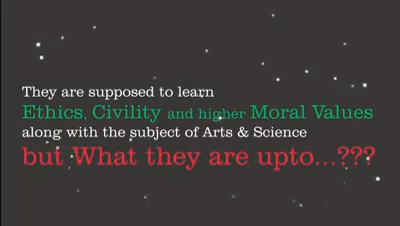 They are supposed to learn
Ethics, Civility and higher Moral Values
along with the subject of Arts & Science
but What they are upto...???